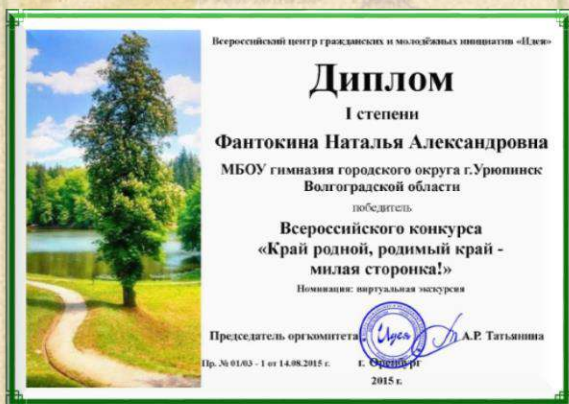 Всероссийский центр гражданских и молодёжных инициатив «Идея»
Диплом
I степени
Фантокина Наталья Александровна
МБОУ гимназия городского округа г.Урюпинск
Волгоградской области
победитель
Всероссийского конкурса
«Край родной, родимый край -
милая сторонка!»
Номинация: виртуальная экскурсия
Председатель оргкомитета А.Р. Татьянина
Идея
Пр. № 01/03 - 1 от 14.08.2015 г. г. Оренбург
2015 г.